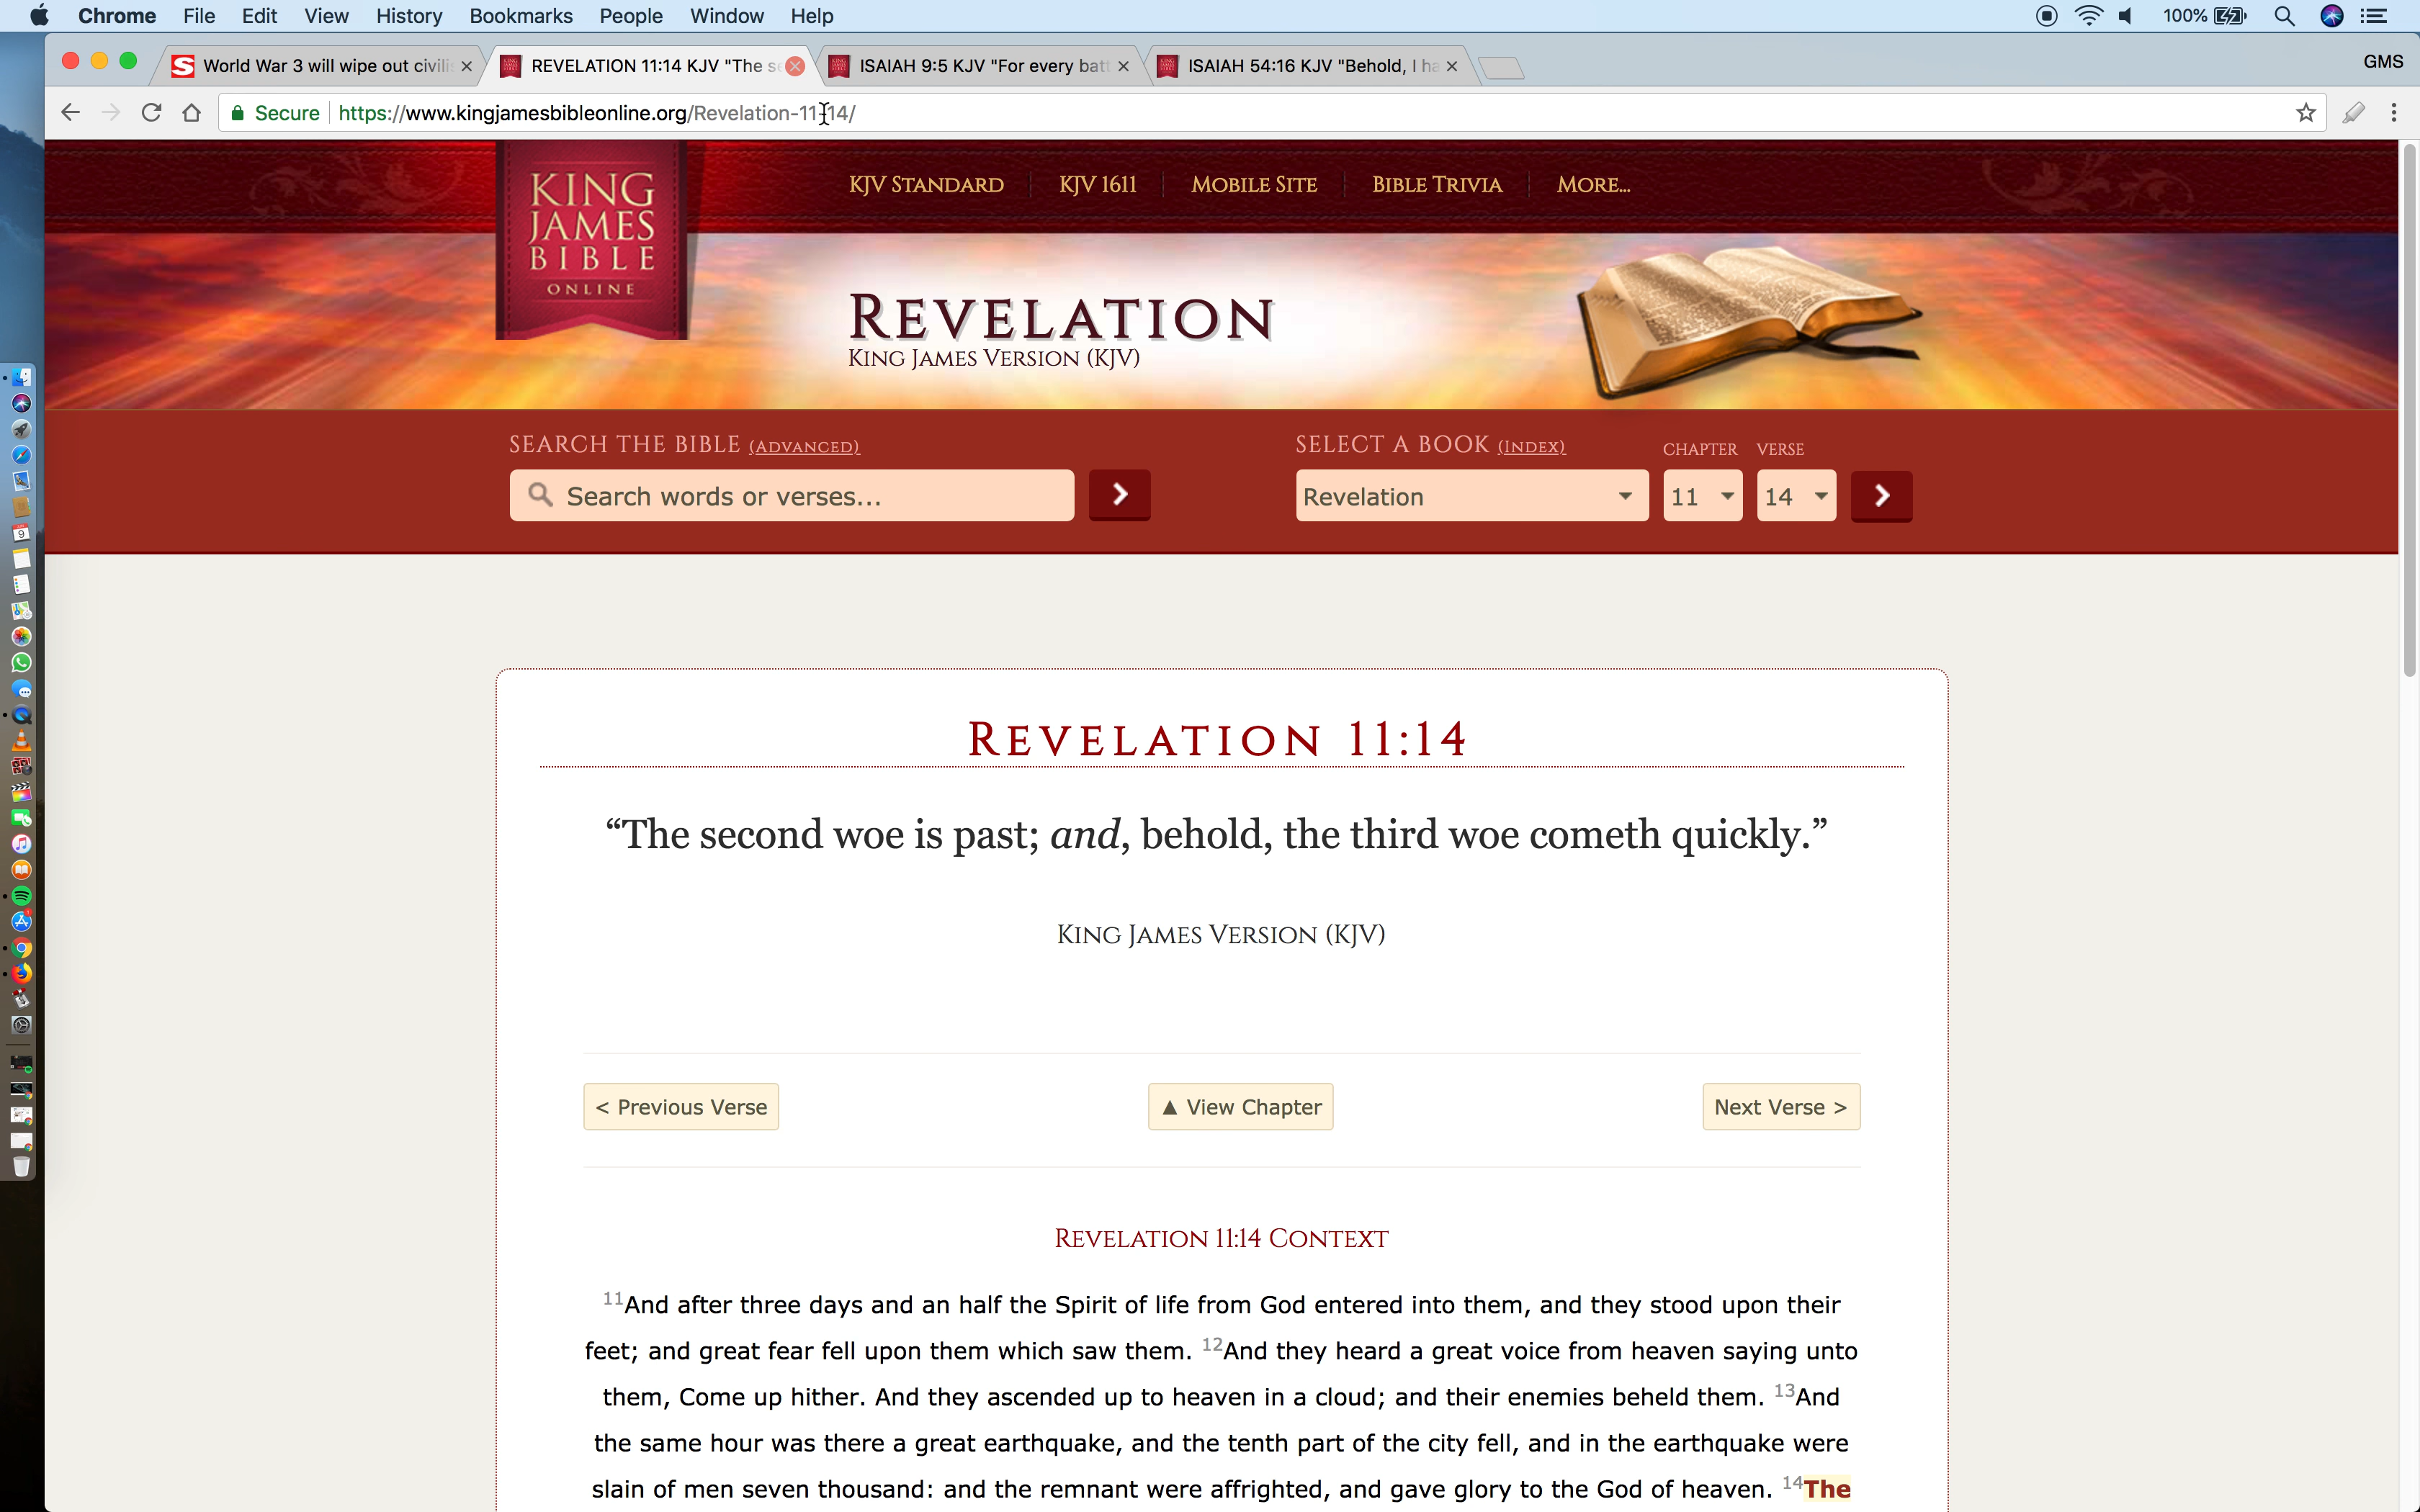 Chrome File Edit View History Bookmarks People Window Help 100%
World War 3 will wipe out civilis
REVELATION 11:14 KJV "The se
ISAIAH 9:5 KJV "For every batt
ISAIAH 54:16 KJV "Behold, I ha
GMS
Secure https://www.kingjamesbibleonline.org/Revelation-11-14/
KING
JAMES
BIBLE
ONLINE
KJV STANDARD KJV 1611 MOBILE SITE BIBLE TRIVIA MORE...
REVELATION
KING JAMES VERSION (KJV)
SEARCH THE BIBLE (ADVANCED)
Search words or verses...
SELECT A BOOK (INDEX) CHAPTER VERSE
Revelation 11 14
REVELATION 11:14
“The second woe is past; and, behold, the third woe cometh quickly.”
KING JAMES VERSION (KJV)
< Previous Verse ▲ View Chapter Next Verse >
REVELATION 11:14 CONTEXT
11And after three days and an half the Spirit of life from God entered into them, and they stood upon their
feet; and great fear fell upon them which saw them. 12And they heard a great voice from heaven saying unto
them, Come up hither. And they ascended up to heaven in a cloud; and their enemies beheld them. 13And
the same hour was there a great earthquake, and the tenth part of the city fell, and in the earthquake were
slain of men seven thousand: and the remnant were affrighted, and gave glory to the God of heaven. 14The